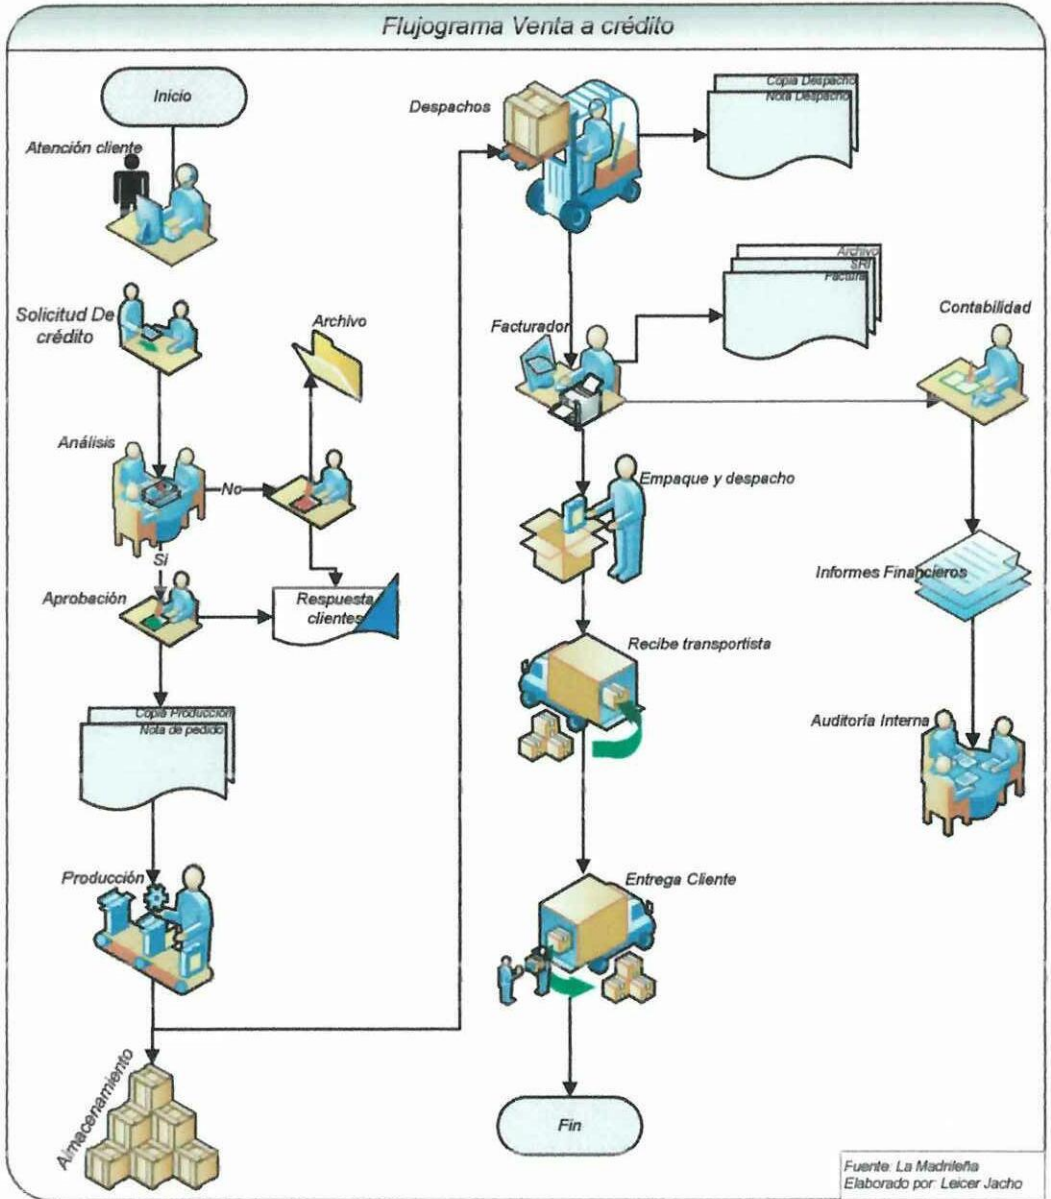 Flujograma Venta a crédito
Inicio
Atención cliente
Solicitud De
crédito
Archivo
Análisis
No
Si
Aprobación
Respuesta
clientes
Copia Producción
Nota de pedido
Producción
Almacenamiento
Despachos
Copia Despacho
Nota Despacho
Archivo
SRI
Factura
Facturador
Contabilidad
Empaque y despacho
Informes Financieros
Recibe transportista
Auditoría Interna
Entrega Cliente
Fin
Fuente: La Madrileña
Elaborado por: Leicer Jacho